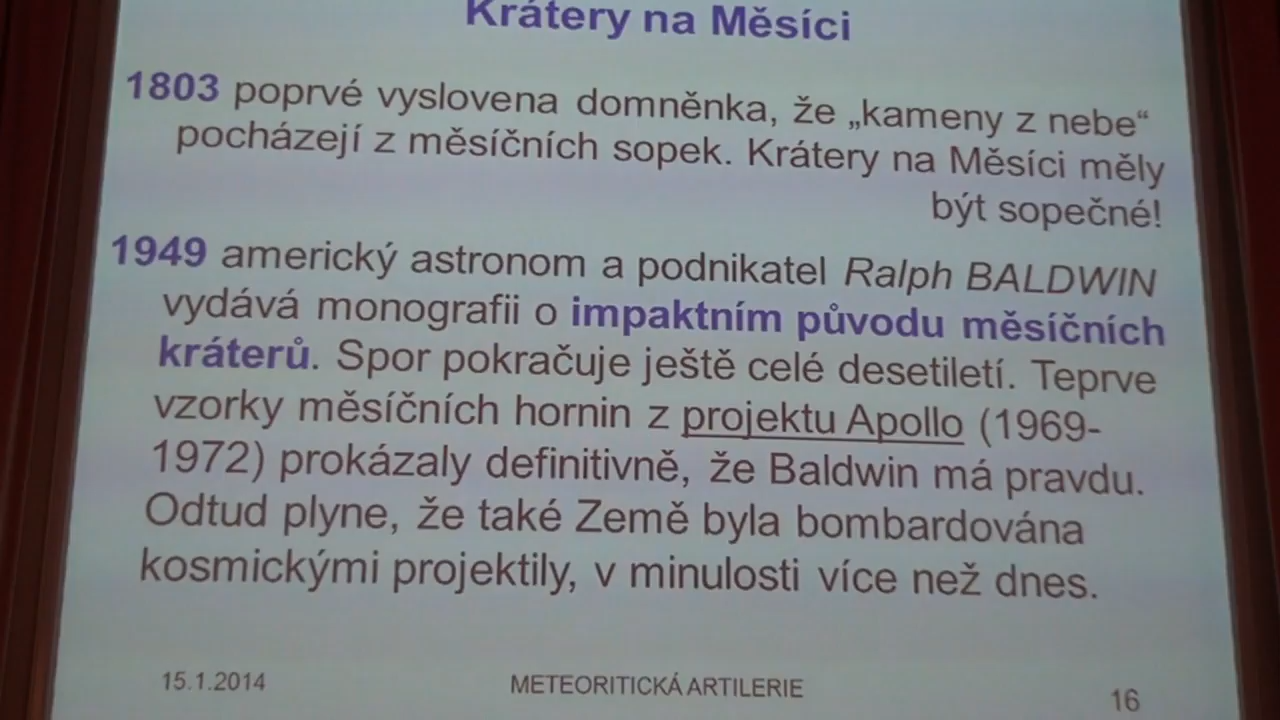 Krátery na Měsíci
1803 poprvé vyslovena domněnka, že „kameny z nebe“
pocházejí z měsíčních sopek. Krátery na Měsíci měly
být sopečné!
1949 americký astronom a podnikatel Ralph BALDWIN
vydává monografii o impaktním původu měsíčních
kráterů. Spor pokračuje ještě celé desetiletí. Teprve
vzorky měsíčních hornin z projektu Apollo (1969-
1972) prokázaly definitivně, že Baldwin má pravdu.
Odtud plyne, že také Země byla bombardována
kosmickými projektily, v minulosti více než dnes.
15.1.2014
METEORITICKÁ ARTILERIE
16